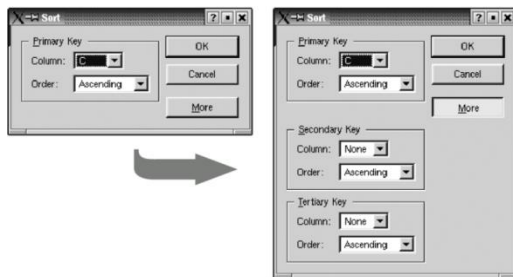 Sort
Primary Key
Column: C
Order: Ascending
OK
Cancel
More
Sort
Primary Key
Column: C
Order: Ascending
OK
Cancel
More
Secondary Key
Column: None
Order: Ascending
Tertiary Key
Column: None
Order: Ascending